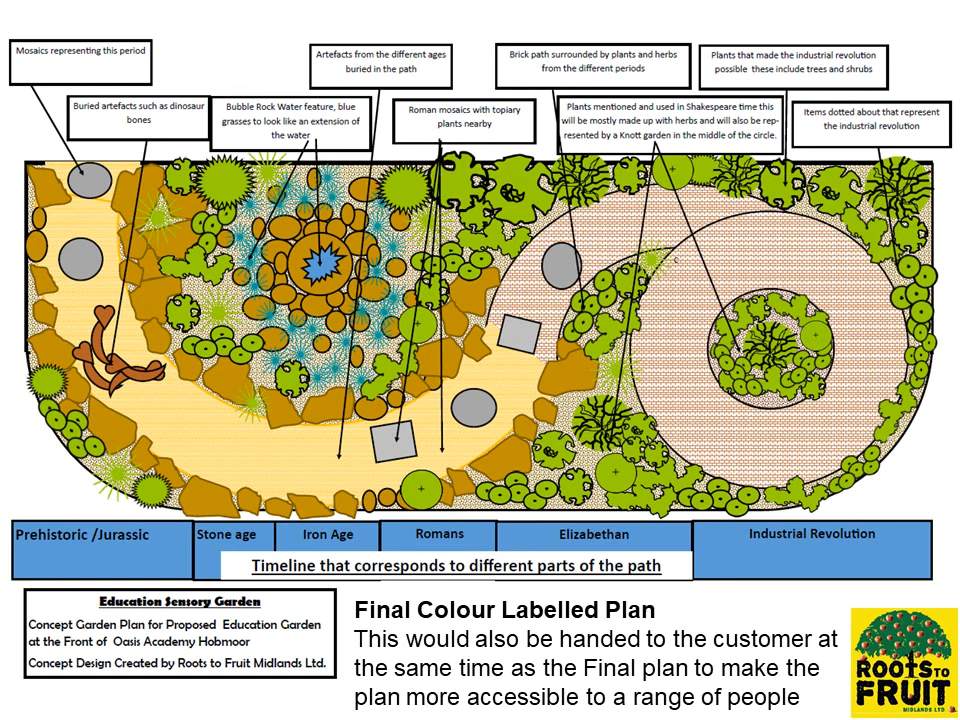 Mosaics representing this period
Artefacts from the different ages
buried in the path
Brick path surrounded by plants and herbs
from the different periods
Plants that made the industrial revolution
possible these include trees and shrubs
Buried artefacts such as dinosaur
bones
Bubble Rock Water feature, blue
grasses to look like an extension of
the water
Roman mosaics with topiary
plants nearby
Plants mentioned and used in Shakespeare time this
will be mostly made up with herbs and will also be rep-
resented by a Knott garden in the middle of the circle.
Items dotted about that represent
the industrial revolution
C
Prehistoric /Jurassic
Stone age
Iron Age
Romans
Elizabethan
Industrial Revolution
Timeline that corresponds to different parts of the path
Education Sensory Garden
Concept Garden Plan for Proposed Education Garden
at the Front of Oasis Academy Hobmoor
Concept Design Created by Roots to Fruit Midlands Ltd.
Final Colour Labelled Plan
This would also be handed to the customer at
the same time as the Final plan to make the
plan more accessible to a range of people
ROOTS TO
FRUIT
MIDLANDS LTD